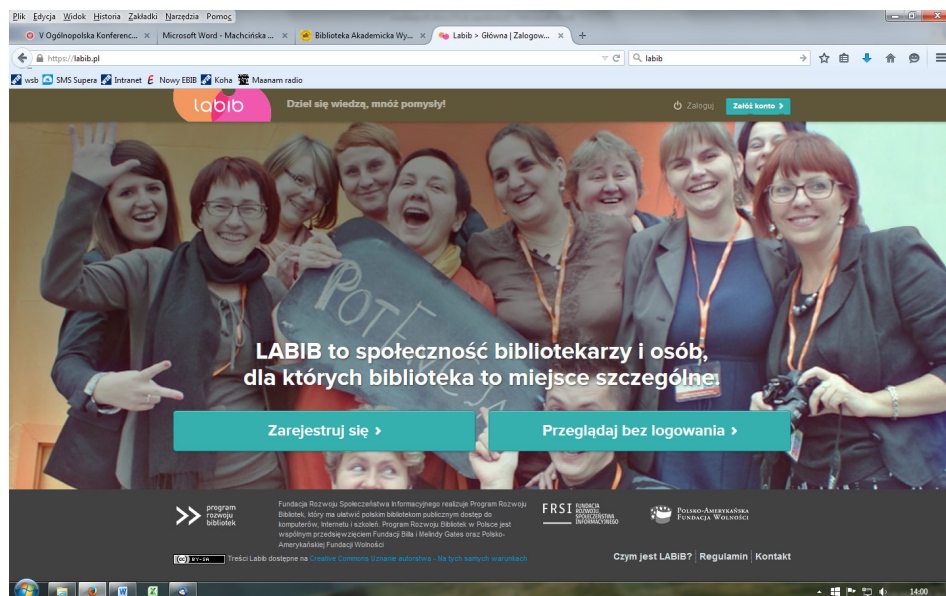 Plik Edycja Widok Historia Zakładki Narzędzia Pomoc
V Ogólnopolska Konferenc... Microsoft Word - Machcińska ... Biblioteka Akademicka Wy... Labib > Główna | Zalogow...
https://labib.pl labib
wsb SMS Supera Intranet Nowy EBIB Koha Maanam radio
labib Dziel się wiedzą, mnóż pomysły! Zaloguj Załóż konto >
LABIB to społeczność bibliotekarzy i osób,
dla których biblioteka to miejsce szczególne.
Zarejestruj się > Przeglądaj bez logowania >
program
rozwoju
bibliotek
Fundacja Rozwoju Społeczeństwa Informacyjnego realizuje Program Rozwoju
Bibliotek, który ma ułatwić polskim bibliotekom publicznym dostęp do
komputerów, Internetu i szkoleń. Program Rozwoju Bibliotek w Polsce jest
wspólnym przedsięwzięciem Fundacji Billa i Melindy Gates oraz Polsko-
Amerykańskiej Fundacji Wolności
FRSI FUNDACJA
ROZWOJU
SPOŁECZEŃSTWA
INFORMACYJNEGO
Polsko-Amerykańska
Fundacja Wolności
BY-SA Treści Labib dostępne na Creative Commons Uznanie autorstwa - Na tych samych warunkach.
Czym jest LABiB? | Regulamin | Kontakt
14:00